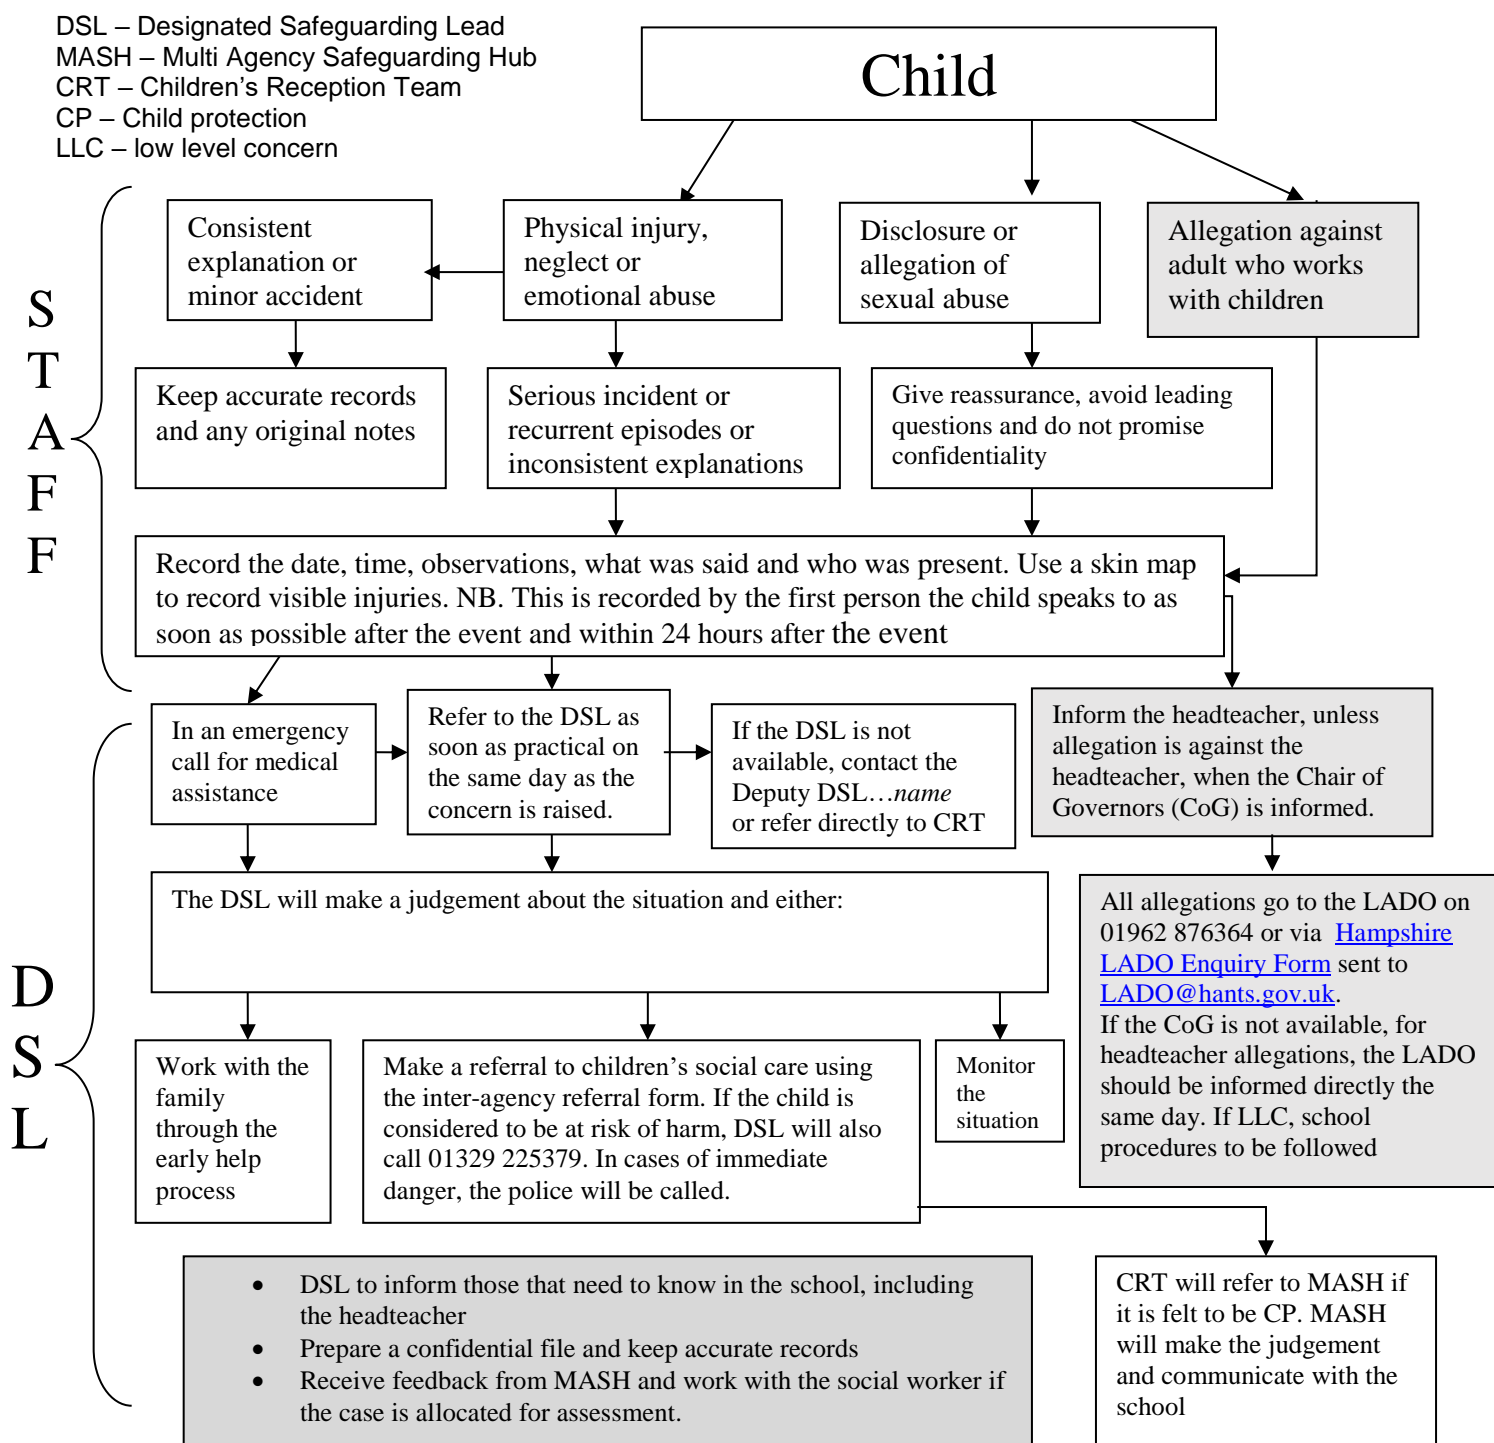 DSL – Designated Safeguarding Lead
MASH – Multi Agency Safeguarding Hub
CRT – Children's Reception Team
CP – Child protection
LLC – low level concern
Child
S
T
A
F
F
Consistent
explanation or
minor accident
Physical injury,
neglect or
emotional abuse
Disclosure or
allegation of
sexual abuse
Allegation against
adult who works
with children
Keep accurate records
and any original notes
Serious incident or
recurrent episodes or
inconsistent explanations
Give reassurance, avoid leading
questions and do not promise
confidentiality
Record the date, time, observations, what was said and who was present. Use a skin map
to record visible injuries. NB. This is recorded by the first person the child speaks to as
soon as possible after the event and within 24 hours after the event
D
S
L
In an emergency
call for medical
assistance
Refer to the DSL as
soon as practical on
the same day as the
concern is raised.
If the DSL is not
available, contact the
Deputy DSL…name
or refer directly to CRT
Inform the headteacher, unless
allegation is against the
headteacher, when the Chair of
Governors (CoG) is informed.
The DSL will make a judgement about the situation and either:
All allegations go to the LADO on
01962 876364 or via Hampshire
LADO Enquiry Form sent to
LADO@hants.gov.uk.
If the CoG is not available, for
headteacher allegations, the LADO
should be informed directly the
same day. If LLC, school
procedures to be followed
Work with the
family
through the
early help
process
Make a referral to children's social care using
the inter-agency referral form. If the child is
considered to be at risk of harm, DSL will also
call 01329 225379. In cases of immediate
danger, the police will be called.
Monitor
the
situation
• DSL to inform those that need to know in the school, including
the headteacher
• Prepare a confidential file and keep accurate records
• Receive feedback from MASH and work with the social worker if
the case is allocated for assessment.
CRT will refer to MASH if
it is felt to be CP. MASH
will make the judgement
and communicate with the
school